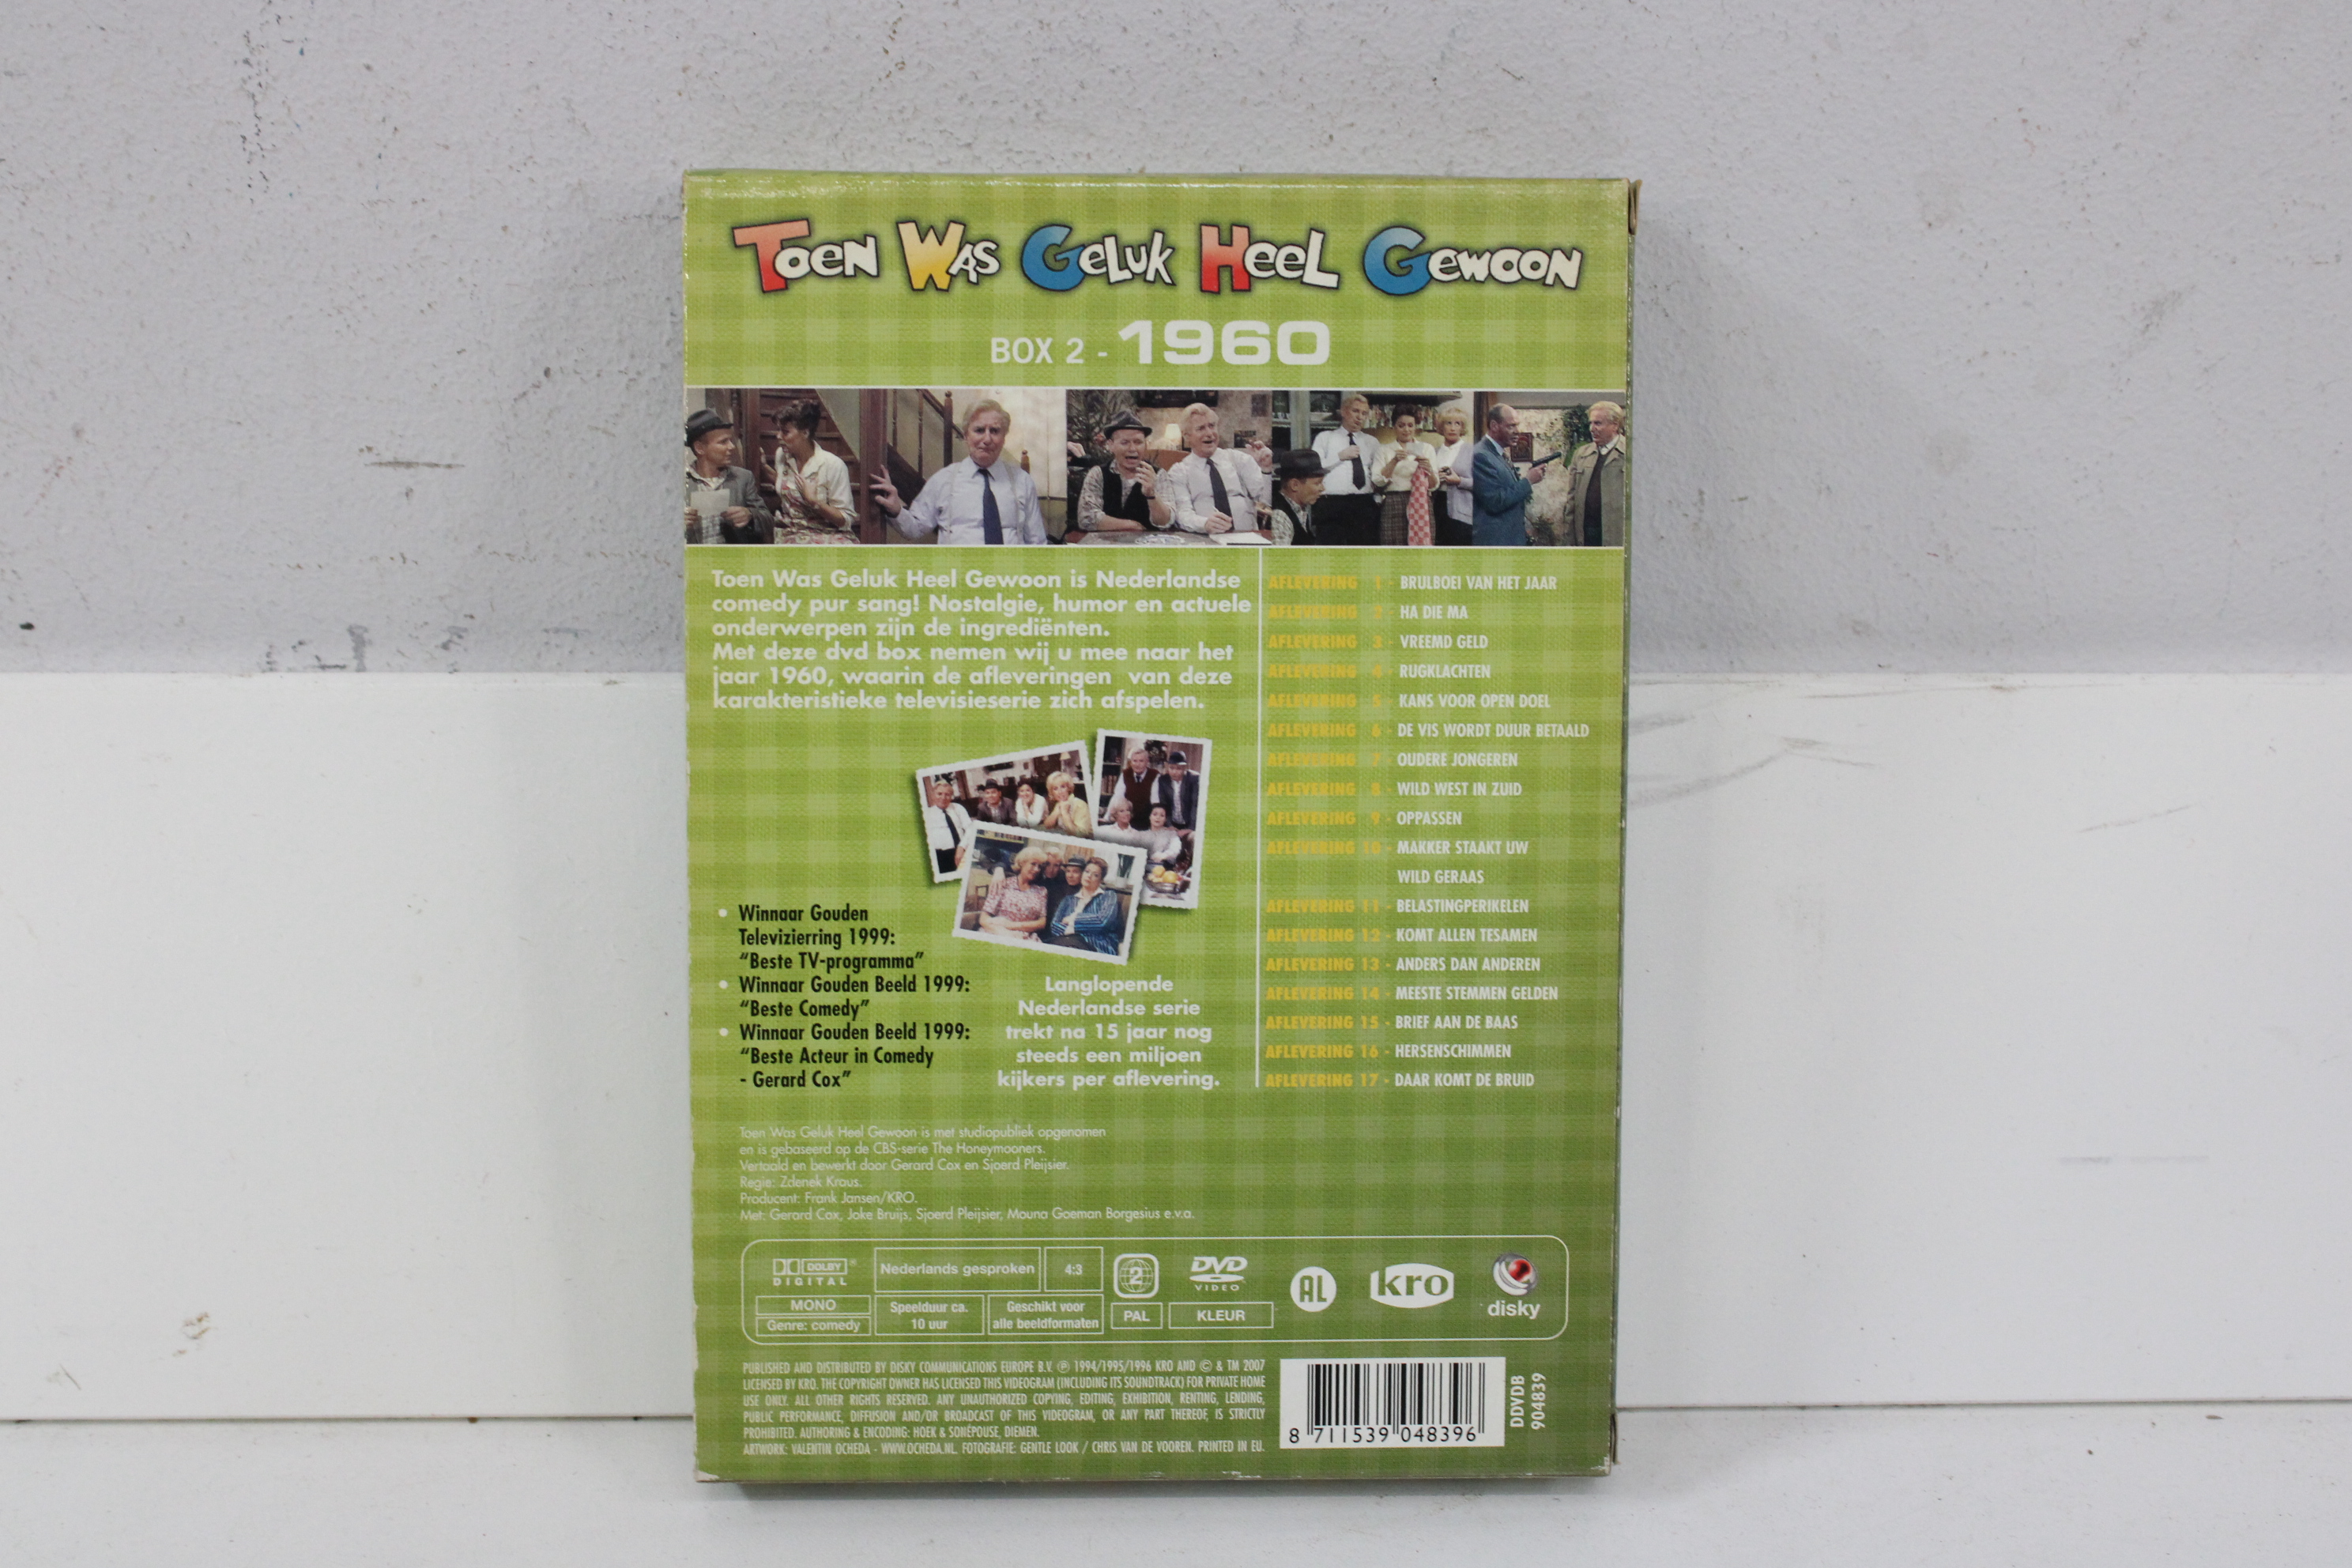 TOEN WAS GELUK HEEL GEWOON
BOX 2 - 1960
Toen Was Geluk Heel Gewoon is Nederlandse
comedy pur sang! Nostalgie, humor en actuele
onderwerpen zijn de ingrediënten.
Met deze dvd box nemen wij u mee naar het
jaar 1960, waarin de afleveringen van deze
karakteristieke televisieserie zich afspelen.
• Winnaar Gouden
Televizierring 1999:
“Beste TV-programma”
• Winnaar Gouden Beeld 1999:
“Beste Comedy”
• Winnaar Gouden Beeld 1999:
“Beste Acteur in Comedy
- Gerard Cox”
Langlopende
Nederlandse serie
trekt na 15 jaar nog
steeds een miljoen
kijkers per aflevering.
AFLEVERING 1 - BRULBOEI VAN HET JAAR
AFLEVERING 2 - HA DIE MA
AFLEVERING 3 - VREEMD GELD
AFLEVERING 4 - RUGKLACHTEN
AFLEVERING 5 - KANS VOOR OPEN DOEL
AFLEVERING 6 - DE VIS WORDT DUUR BETAALD
AFLEVERING 7 - OUDERE JONGEREN
AFLEVERING 8 - WILD WEST IN ZUID
AFLEVERING 9 - OPPASSEN
AFLEVERING 10 - MAKKER STAAKT UW
WILD GERAAS
AFLEVERING 11 - BELASTINGPERIKELEN
AFLEVERING 12 - KOMT ALLEN TESAMEN
AFLEVERING 13 - ANDERS DAN ANDEREN
AFLEVERING 14 - MEESTE STEMMEN GELDEN
AFLEVERING 15 - BRIEF AAN DE BAAS
AFLEVERING 16 - HERSENSCHIMMEN
AFLEVERING 17 - DAAR KOMT DE BRUID
Toen Was Geluk Heel Gewoon is met studiopubliek opgenomen
en is gebaseerd op de CBS-serie The Honeymooners.
Vertaald en bewerkt door Gerard Cox en Sjoerd Pleijsier.
Regie: Zdenek Kraus.
Producent: Frank Jansen/KRO.
Met: Gerard Cox, Joke Bruijs, Sjoerd Pleijsier, Mouna Goeman Borgesius e.v.a.
DOLBY®
DIGITAL
MONO
Genre: comedy
Nederlands gesproken
4:3
Speelduur ca.
10 uur
Geschikt voor
alle beeldformaten
2
PAL
DVD
VIDEO
KLEUR
AL
kro
disky
PUBLISHED AND DISTRIBUTED BY DISKY COMMUNICATIONS EUROPE B.V. ℗ 1994/1995/1996 KRO AND © & TM 2007
LICENSED BY KRO. THE COPYRIGHT OWNER HAS LICENSED THIS VIDEOGRAM (INCLUDING ITS SOUNDTRACK) FOR PRIVATE HOME
USE ONLY. ALL OTHER RIGHTS RESERVED. ANY UNAUTHORIZED COPYING, EDITING, EXHIBITION, RENTING, LENDING,
PUBLIC PERFORMANCE, DIFFUSION AND/OR BROADCAST OF THIS VIDEOGRAM, OR ANY PART THEREOF, IS STRICTLY
PROHIBITED. AUTHORING & ENCODING: HOEK & SONÉPOUSE, DIEMEN.
ARTWORK: VALENTIN OCHEDA - WWW.OCHEDA.NL. FOTOGRAFIE: GENTLE LOOK / CHRIS VAN DE VOOREN. PRINTED IN EU.
8 711539 048396
DDVDB
904839